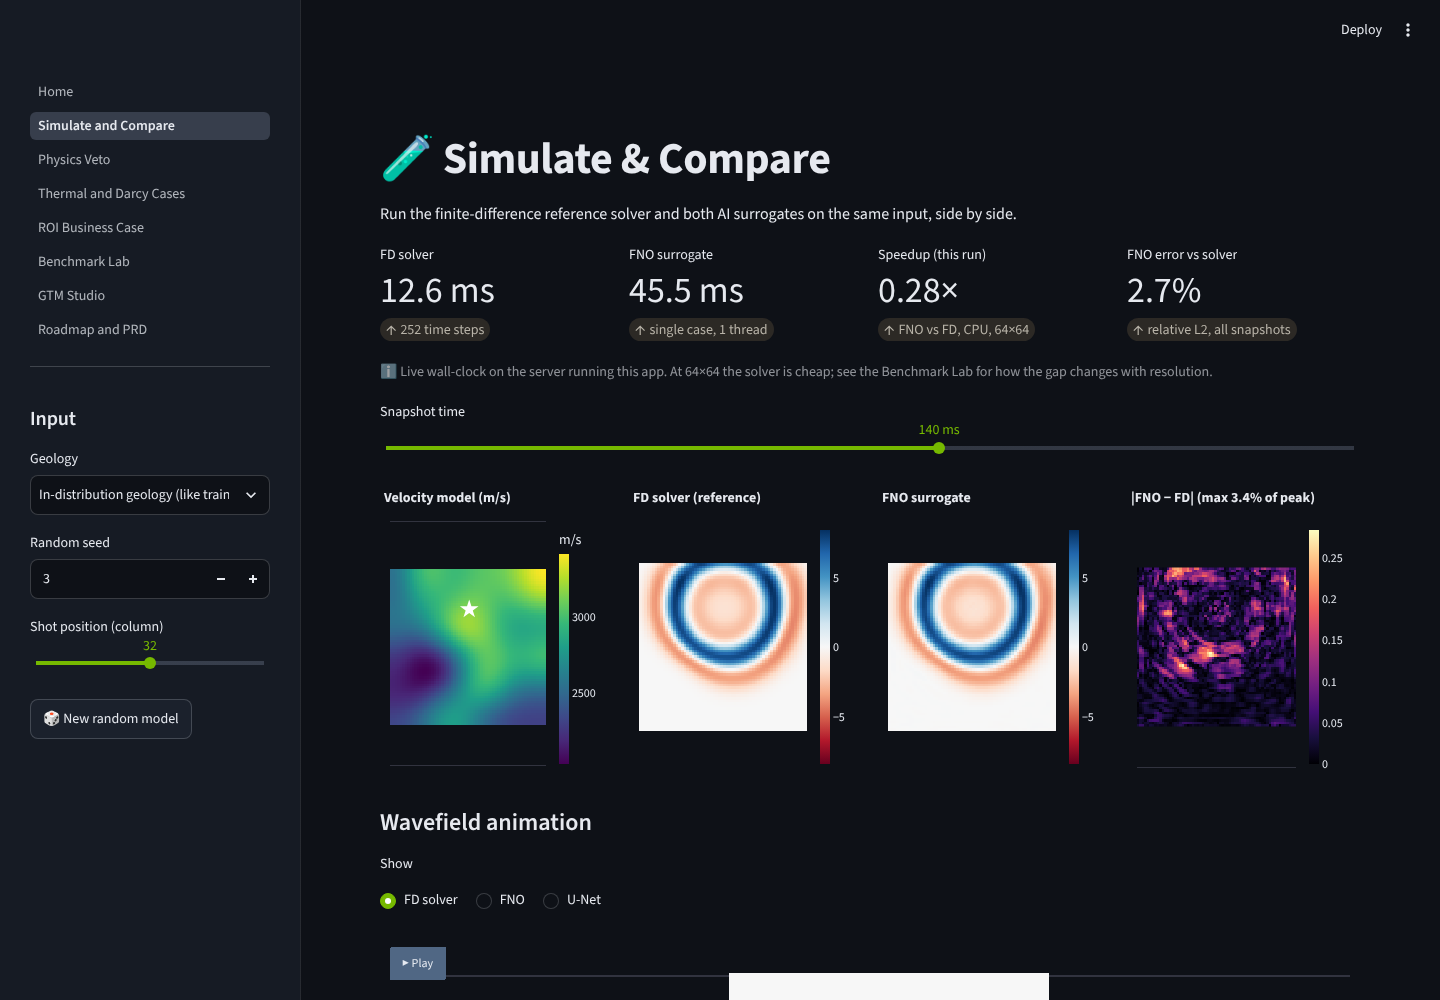 Deploy
Home
Simulate and Compare
Physics Veto
Thermal and Darcy Cases
ROI Business Case
Benchmark Lab
GTM Studio
Roadmap and PRD
Input
Geology
In-distribution geology (like train
Random seed
3
Shot position (column)
32
New random model
Simulate & Compare
Run the finite-difference reference solver and both AI surrogates on the same input, side by side.
FD solver
12.6 ms
↑ 252 time steps
FNO surrogate
45.5 ms
↑ single case, 1 thread
Speedup (this run)
0.28×
↑ FNO vs FD, CPU, 64×64
FNO error vs solver
2.7%
↑ relative L2, all snapshots
ℹ️ Live wall-clock on the server running this app. At 64×64 the solver is cheap; see the Benchmark Lab for how the gap changes with resolution.
Snapshot time
140 ms
Velocity model (m/s)
m/s
3000
2500
FD solver (reference)
5
0
−5
FNO surrogate
5
0
−5
|FNO − FD| (max 3.4% of peak)
0.25
0.2
0.15
0.1
0.05
0
Wavefield animation
Show
FD solver
FNO
U-Net
▶ Play